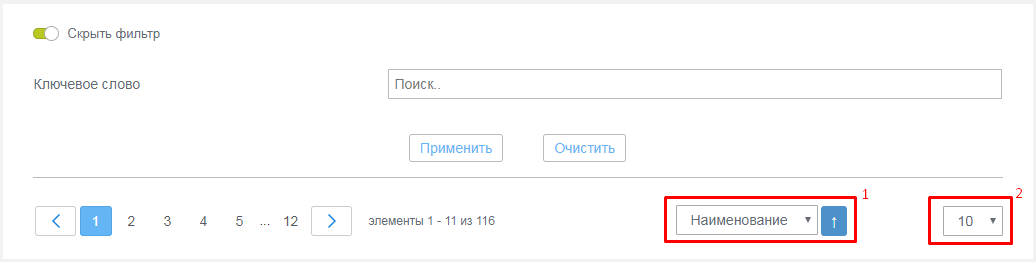 Скрыть фильтр
Ключевое слово Поиск..
Применить Очистить
1 2 3 4 5 ... 12 элементы 1 - 11 из 116 Наименование ↑ 1 10 2